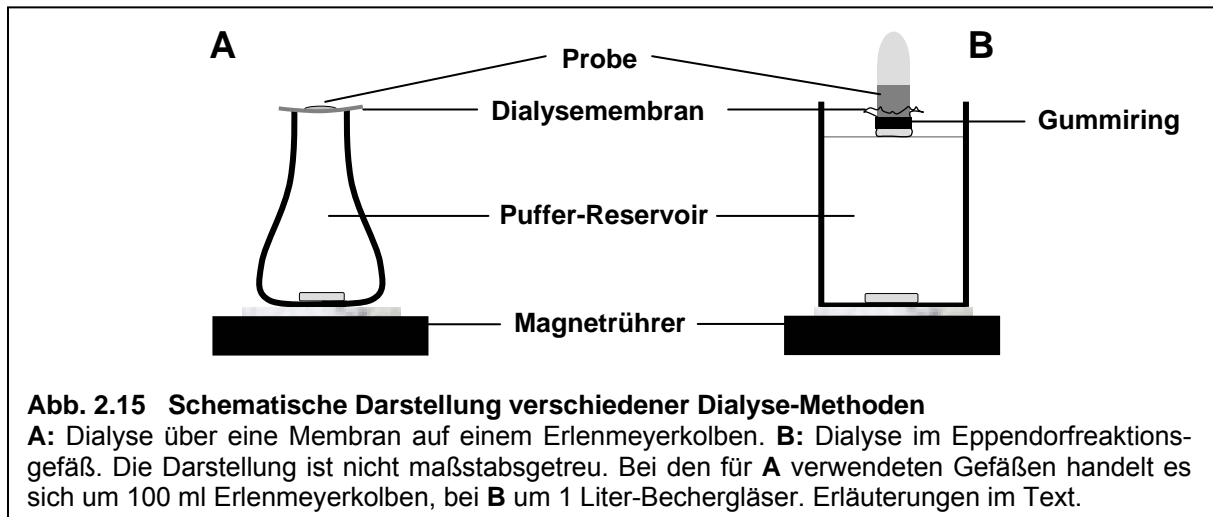 A
B
Probe
Dialysemembran
Gummiring
Puffer-Reservoir
Magnetrührer
Abb. 2.15 Schematische Darstellung verschiedener Dialyse-Methoden
A: Dialyse über eine Membran auf einem Erlenmeyerkolben. B: Dialyse im Eppendorfreaktions-
gefäß. Die Darstellung ist nicht maßstabsgetreu. Bei den für A verwendeten Gefäßen handelt es
sich um 100 ml Erlenmeyerkolben, bei B um 1 Liter-Bechergläser. Erläuterungen im Text.